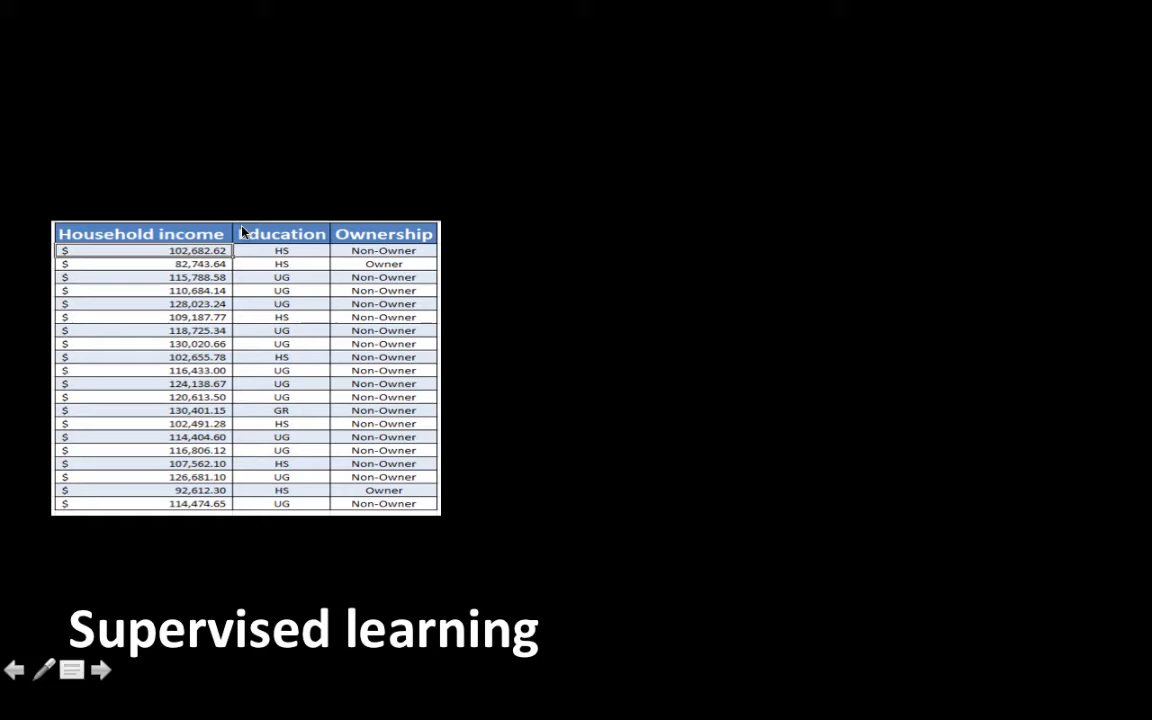 Household income Education Ownership
$ 102,682.62 HS Non-Owner
$ 82,743.64 HS Owner
$ 115,788.58 UG Non-Owner
$ 110,684.14 UG Non-Owner
$ 128,023.24 UG Non-Owner
$ 109,187.77 HS Non-Owner
$ 118,725.34 UG Non-Owner
$ 130,020.66 UG Non-Owner
$ 102,655.78 HS Non-Owner
$ 116,433.00 UG Non-Owner
$ 124,138.67 UG Non-Owner
$ 120,613.50 UG Non-Owner
$ 130,401.15 GR Non-Owner
$ 102,491.28 HS Non-Owner
$ 114,404.60 UG Non-Owner
$ 116,806.12 UG Non-Owner
$ 107,562.10 HS Non-Owner
$ 126,681.10 UG Non-Owner
$ 92,612.30 HS Owner
$ 114,474.65 UG Non-Owner
Supervised learning